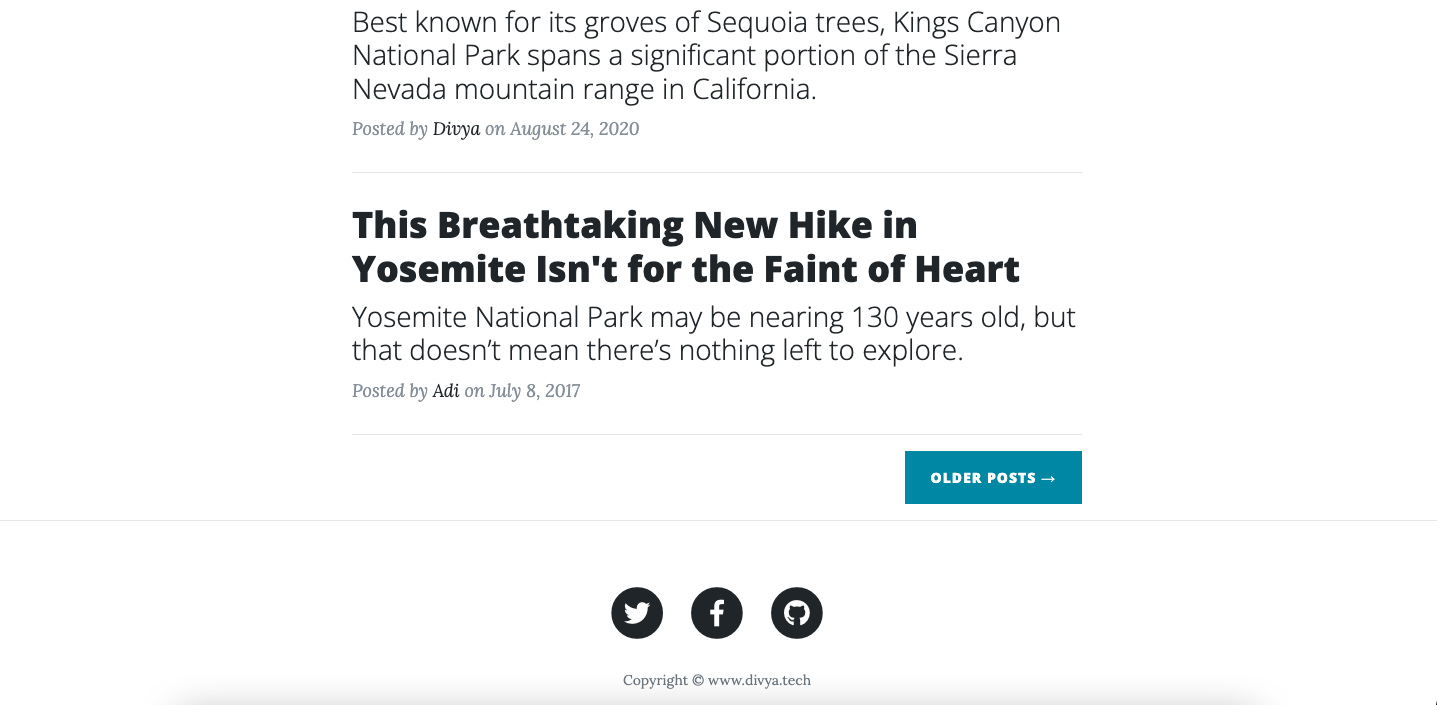 Best known for its groves of Sequoia trees, Kings Canyon
National Park spans a significant portion of the Sierra
Nevada mountain range in California.
Posted by Divya on August 24, 2020
This Breathtaking New Hike in
Yosemite Isn't for the Faint of Heart
Yosemite National Park may be nearing 130 years old, but
that doesn’t mean there’s nothing left to explore.
Posted by Adi on July 8, 2017
OLDER POSTS →
Copyright © www.divya.tech